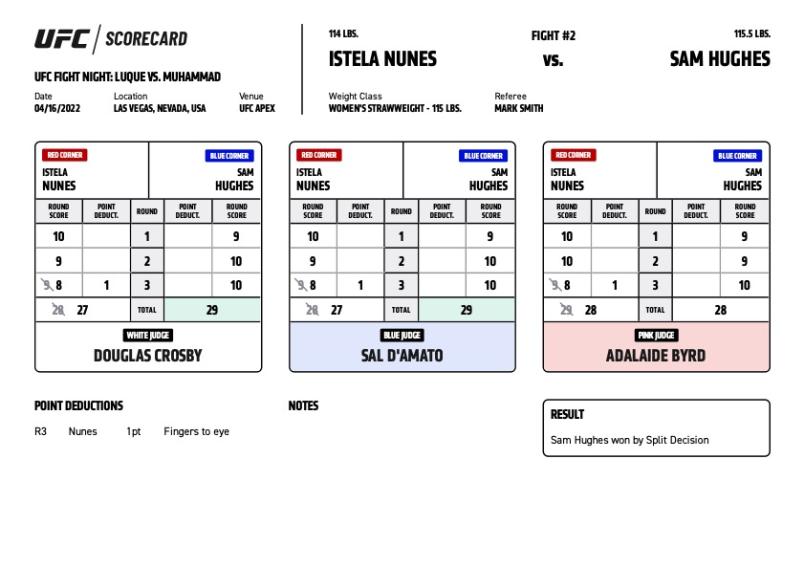 UFC / SCORECARD
UFC FIGHT NIGHT: LUQUE VS. MUHAMMAD
Date Location Venue
04/16/2022 LAS VEGAS, NEVADA, USA UFC APEX
114 LBS. FIGHT #2 115.5 LBS.
ISTELA NUNES VS. SAM HUGHES
Weight Class Referee
WOMEN'S STRAWWEIGHT - 115 LBS. MARK SMITH
RED CORNER BLUE CORNER
ISTELA SAM
NUNES HUGHES
ROUND SCORE POINT DEDUCT. ROUND POINT DEDUCT. ROUND SCORE
10 1 9
9 2 10
9 8 1 3 10
28 27 TOTAL 29
WHITE JUDGE
DOUGLAS CROSBY
RED CORNER BLUE CORNER
ISTELA SAM
NUNES HUGHES
ROUND SCORE POINT DEDUCT. ROUND POINT DEDUCT. ROUND SCORE
10 1 9
9 2 10
9 8 1 3 10
28 27 TOTAL 29
BLUE JUDGE
SAL D'AMATO
RED CORNER BLUE CORNER
ISTELA SAM
NUNES HUGHES
ROUND SCORE POINT DEDUCT. ROUND POINT DEDUCT. ROUND SCORE
10 1 9
10 2 9
9 8 1 3 10
29 28 TOTAL 28
PINK JUDGE
ADALAIDE BYRD
POINT DEDUCTIONS
R3 Nunes 1pt Fingers to eye
NOTES
RESULT
Sam Hughes won by Split Decision